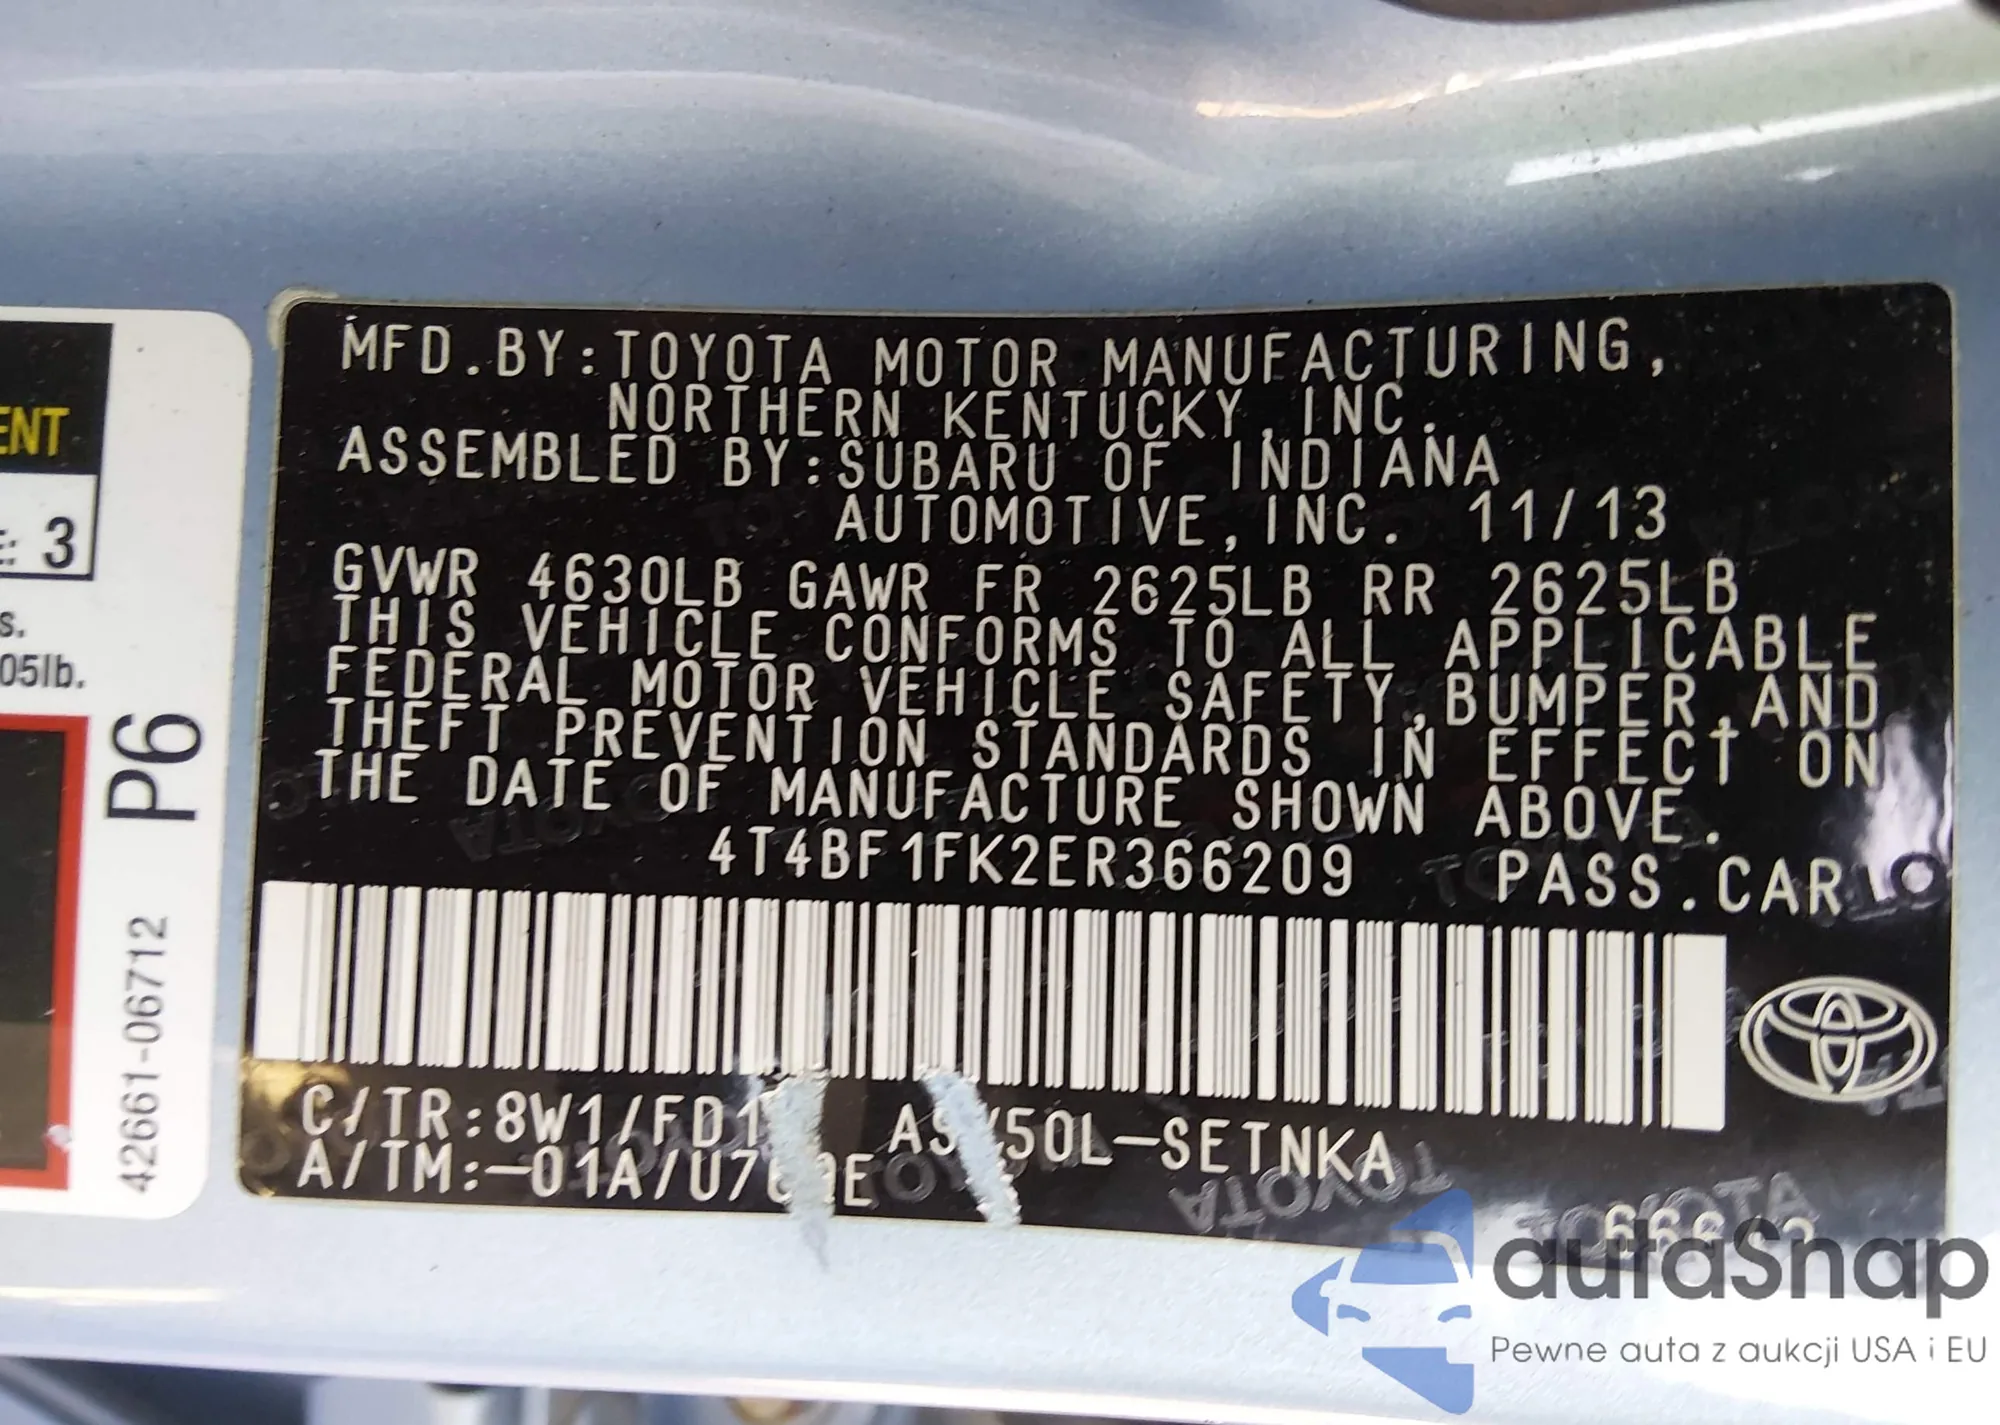 ENT
E: 3
s.
05lb.
P6
42661-06712
MFD.BY:TOYOTA MOTOR MANUFACTURING,
NORTHERN KENTUCKY,INC.
ASSEMBLED BY:SUBARU OF INDIANA
AUTOMOTIVE,INC. 11/13
GVWR 4630LB GAWR FR 2625LB RR 2625LB
THIS VEHICLE CONFORMS TO ALL APPLICABLE
FEDERAL MOTOR VEHICLE SAFETY,BUMPER,AND
THEFT PREVENTION STANDARDS IN EFFECT ON
THE DATE OF MANUFACTURE SHOWN ABOVE.
4T4BF1FK2ER366209 PASS.CAR
C/TR:8W1/FD1
50L-SETNKA
A/TM:-01A/U7
TOYOTA
autaSnap
Pewne auta z aukcji USA i EU